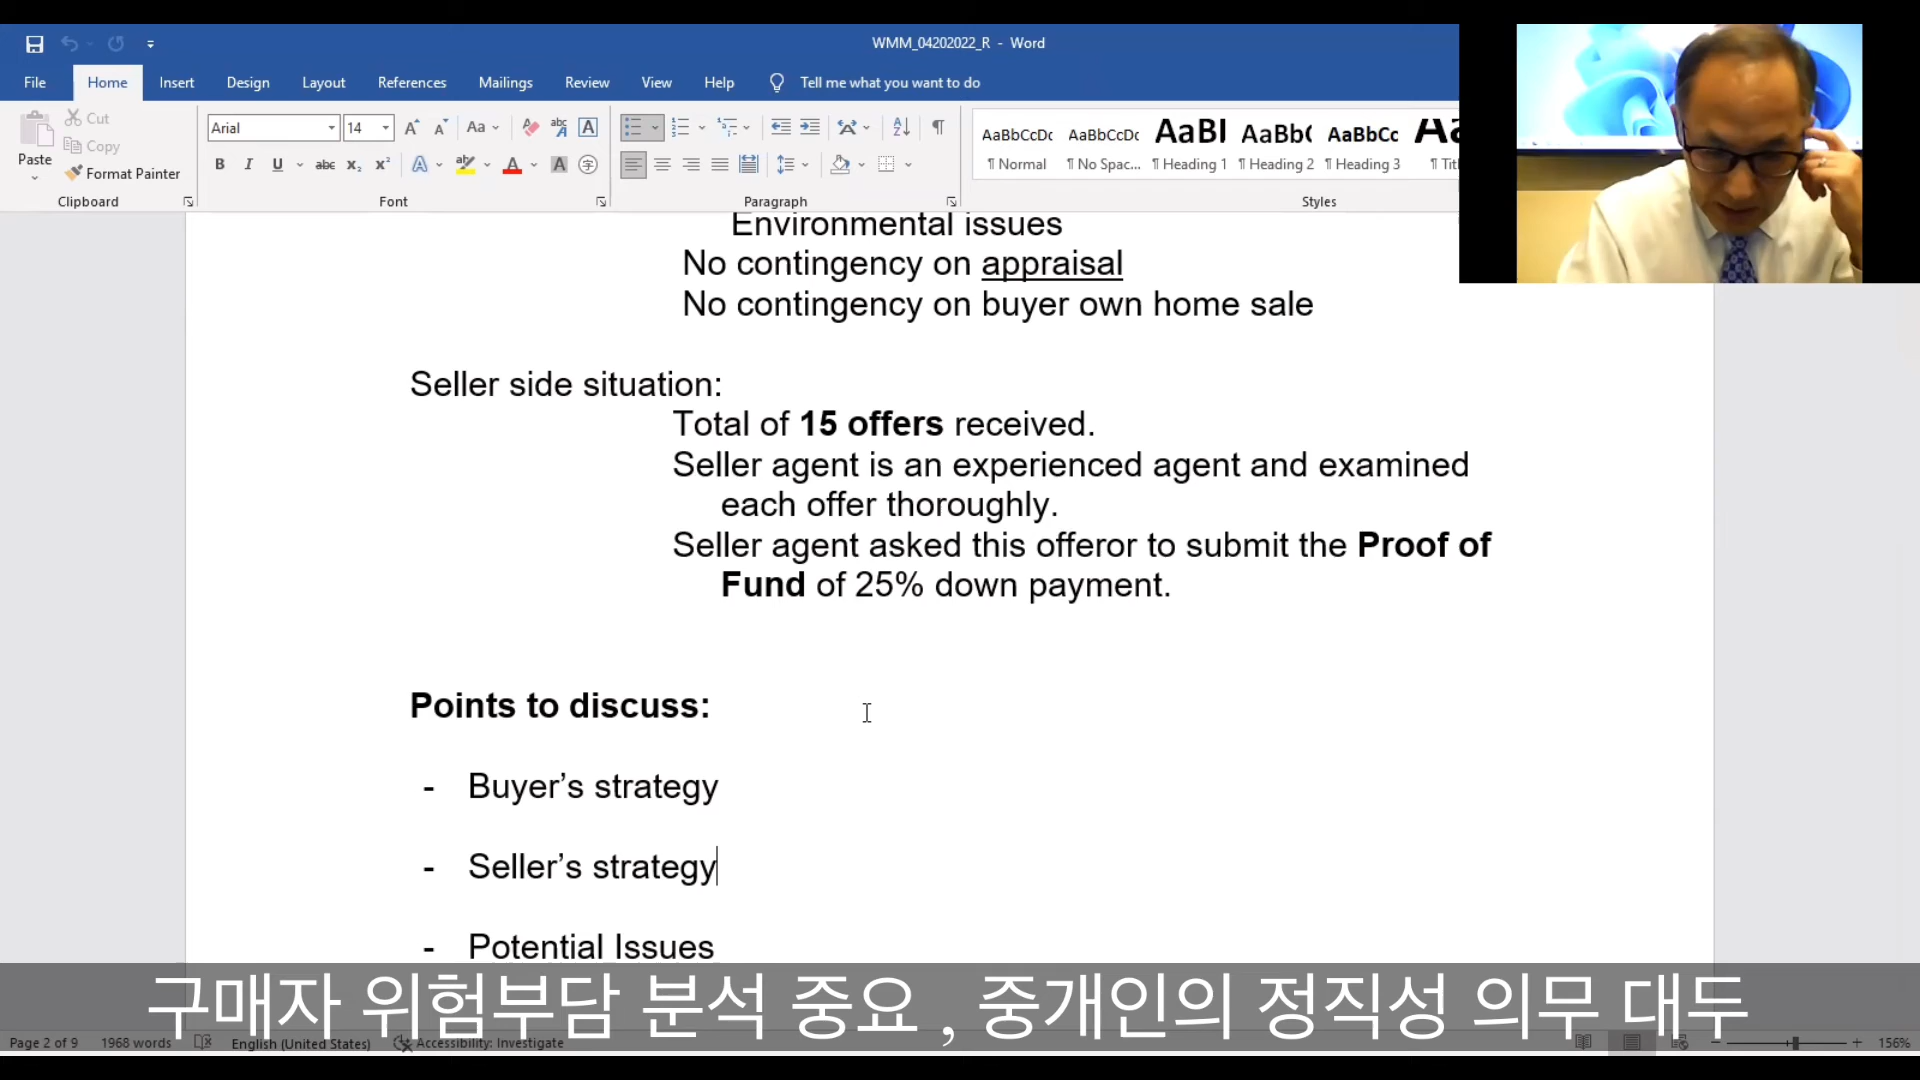 WMM_04202022_R - Word
File Home Insert Design Layout References Mailings Review View Help Tell me what you want to do
Cut
Copy
Paste
Format Painter
Arial 14
AaBbCcDc AaBbCcDc AaBI AaBb( AaBbCc
¶ Normal ¶ No Spac... ¶ Heading 1 ¶ Heading 2 ¶ Heading 3
Clipboard Font Paragraph Styles
Environmental issues
No contingency on appraisal
No contingency on buyer own home sale
Seller side situation:
Total of 15 offers received.
Seller agent is an experienced agent and examined
each offer thoroughly.
Seller agent asked this offeror to submit the Proof of
Fund of 25% down payment.
Points to discuss:
- Buyer’s strategy
- Seller’s strategy
- Potential Issues
구매자 위험부담 분석 중요 , 중개인의 정직성 의무 대두
Page 2 of 9 1968 words English (United States) Accessibility: Investigate 156%